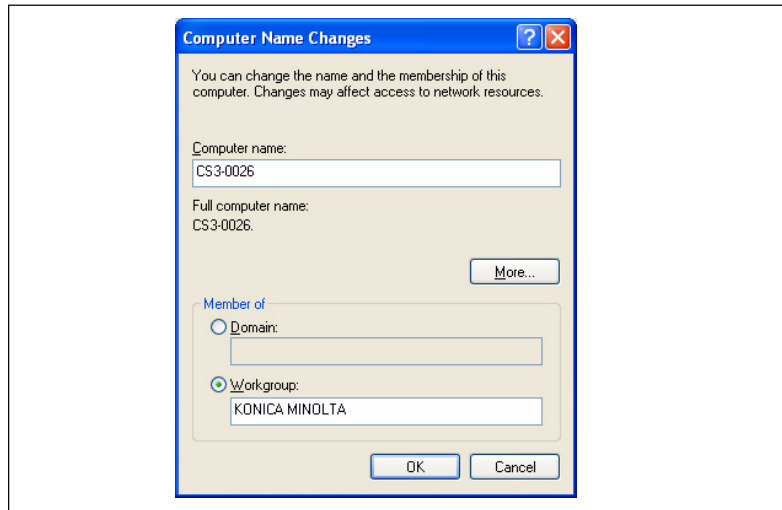 Computer Name Changes
You can change the name and the membership of this
computer. Changes may affect access to network resources.
Computer name:
CS3-0026
Full computer name:
CS3-0026.
More...
Member of
Domain:
Workgroup:
KONICA MINOLTA
OK Cancel